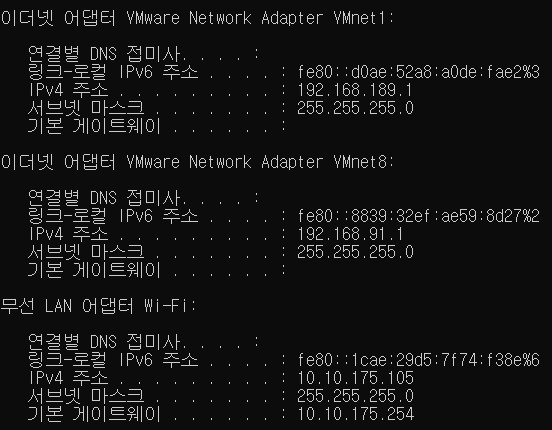 이더넷 어댑터 VMware Network Adapter VMnet1:
연결별 DNS 접미사. . . . :
링크-로컬 IPv6 주소 . . . . : fe80::d0ae:52a8:a0de:fae2%3
IPv4 주소 . . . . . . . . . : 192.168.189.1
서브넷 마스크 . . . . . . . : 255.255.255.0
기본 게이트웨이 . . . . . . :
이더넷 어댑터 VMware Network Adapter VMnet8:
연결별 DNS 접미사. . . . :
링크-로컬 IPv6 주소 . . . . : fe80::8839:32ef:ae59:8d27%2
IPv4 주소 . . . . . . . . . : 192.168.91.1
서브넷 마스크 . . . . . . . : 255.255.255.0
기본 게이트웨이 . . . . . . :
무선 LAN 어댑터 Wi-Fi:
연결별 DNS 접미사. . . . :
링크-로컬 IPv6 주소 . . . . : fe80::1cae:29d5:7f74:f38e%6
IPv4 주소 . . . . . . . . . : 10.10.175.105
서브넷 마스크 . . . . . . . : 255.255.255.0
기본 게이트웨이 . . . . . . : 10.10.175.254